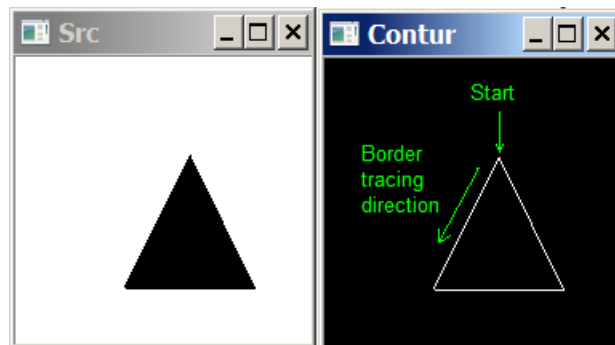 Src
Contur
Start
Border
tracing
direction